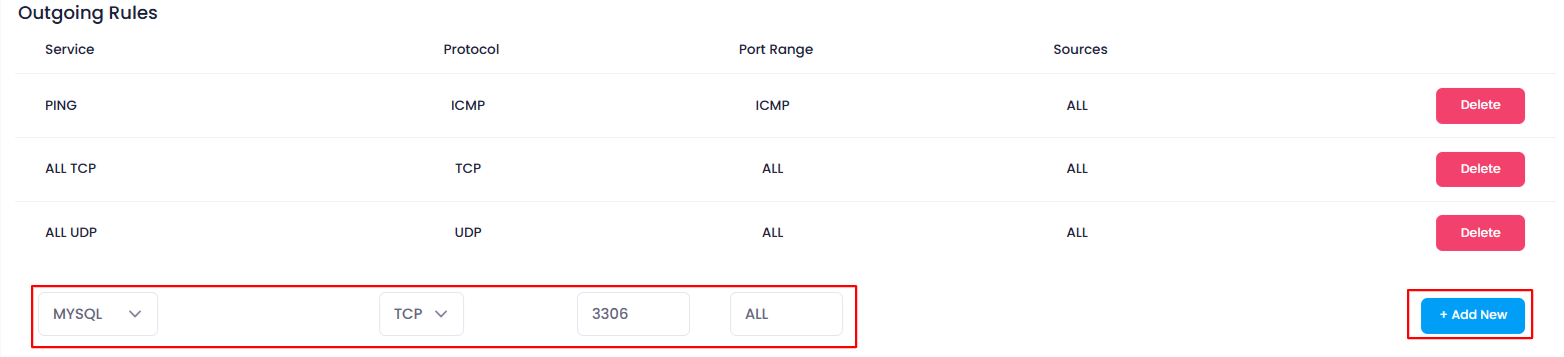 Outgoing Rules
Service Protocol Port Range Sources
PING ICMP ICMP ALL Delete
ALL TCP TCP ALL ALL Delete
ALL UDP UDP ALL ALL Delete
MYSQL TCP 3306 ALL + Add New